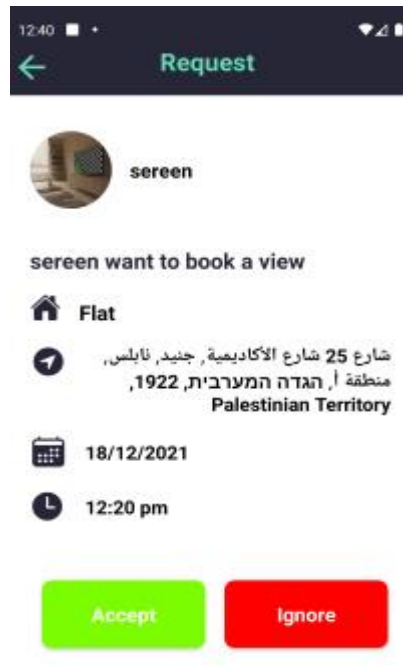 12:40
Request
sereen
sereen want to book a view
Flat
شارع 25 شارع الأكاديمية, جنيد, نابلس,
منطقة أ, הגדה המערבית, 1922,
Palestinian Territory
18/12/2021
12:20 pm
Accept
Ignore